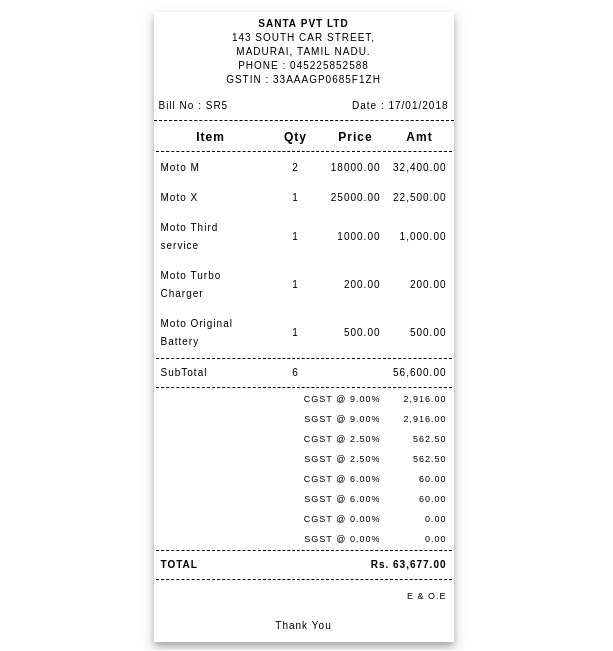 SANTA PVT LTD
143 SOUTH CAR STREET,
MADURAI, TAMIL NADU.
PHONE : 045225852588
GSTIN : 33AAAGP0685F1ZH
Bill No : SR5 Date : 17/01/2018
Item Qty Price Amt
Moto M 2 18000.00 32,400.00
Moto X 1 25000.00 22,500.00
Moto Third
service 1 1000.00 1,000.00
Moto Turbo
Charger 1 200.00 200.00
Moto Original
Battery 1 500.00 500.00
SubTotal 6 56,600.00
CGST @ 9.00% 2,916.00
SGST @ 9.00% 2,916.00
CGST @ 2.50% 562.50
SGST @ 2.50% 562.50
CGST @ 6.00% 60.00
SGST @ 6.00% 60.00
CGST @ 0.00% 0.00
SGST @ 0.00% 0.00
TOTAL Rs. 63,677.00
E & O.E
Thank You